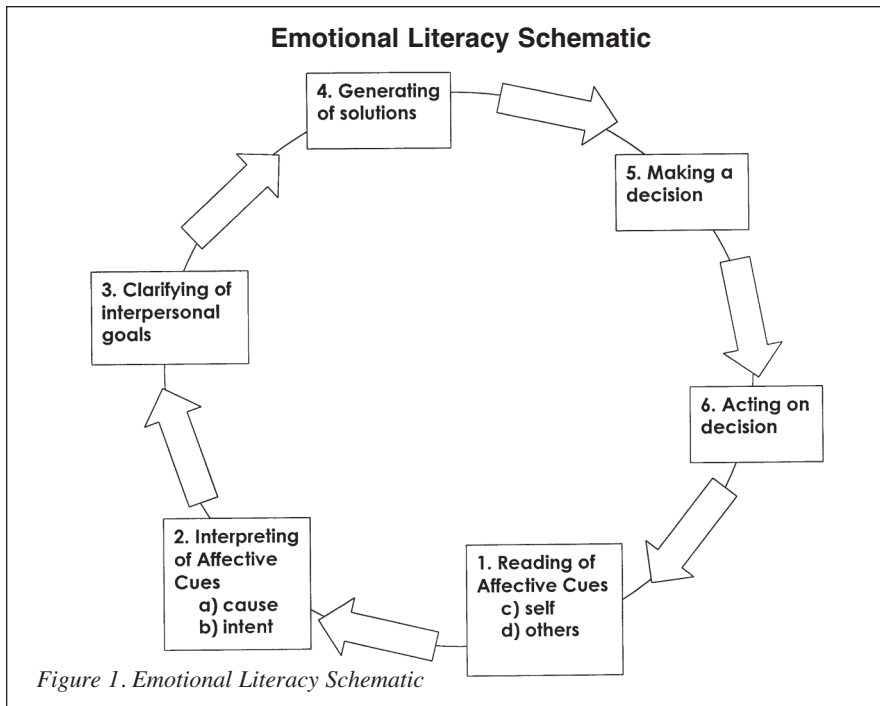 Emotional Literacy Schematic
4. Generating
of solutions
5. Making a
decision
3. Clarifying of
interpersonal
goals
6. Acting on
decision
2. Interpreting
of Affective
Cues
a) cause
b) intent
1. Reading of
Affective Cues
c) self
d) others
Figure 1. Emotional Literacy Schematic